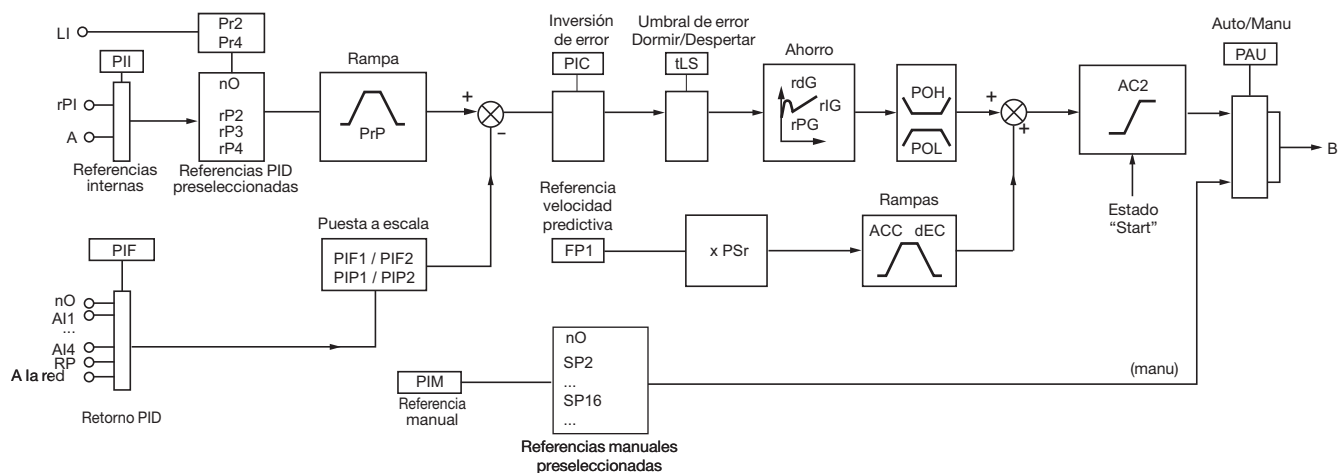 LI
Pr2
Pr4
PII
rPI
A
Referencias
internas
nO
rP2
rP3
rP4
Referencias PID
preseleccionadas
Rampa
PrP
+
−
Inversión
de error
PIC
Umbral de error
Dormir/Despertar
tLS
Ahorro
rdG
rIG
rPG
POH
POL
+
+
AC2
Estado
“Start”
Auto/Manu
PAU
B
Referencia
velocidad
predictiva
FP1
x PSr
Rampas
ACC dEC
Puesta a escala
PIF1 / PIF2
PIP1 / PIP2
PIF
nO
AI1
...
AI4
RP
A la red
Retorno PID
PIM
Referencia
manual
nO
SP2
...
SP16
...
Referencias manuales
preseleccionadas
(manu)